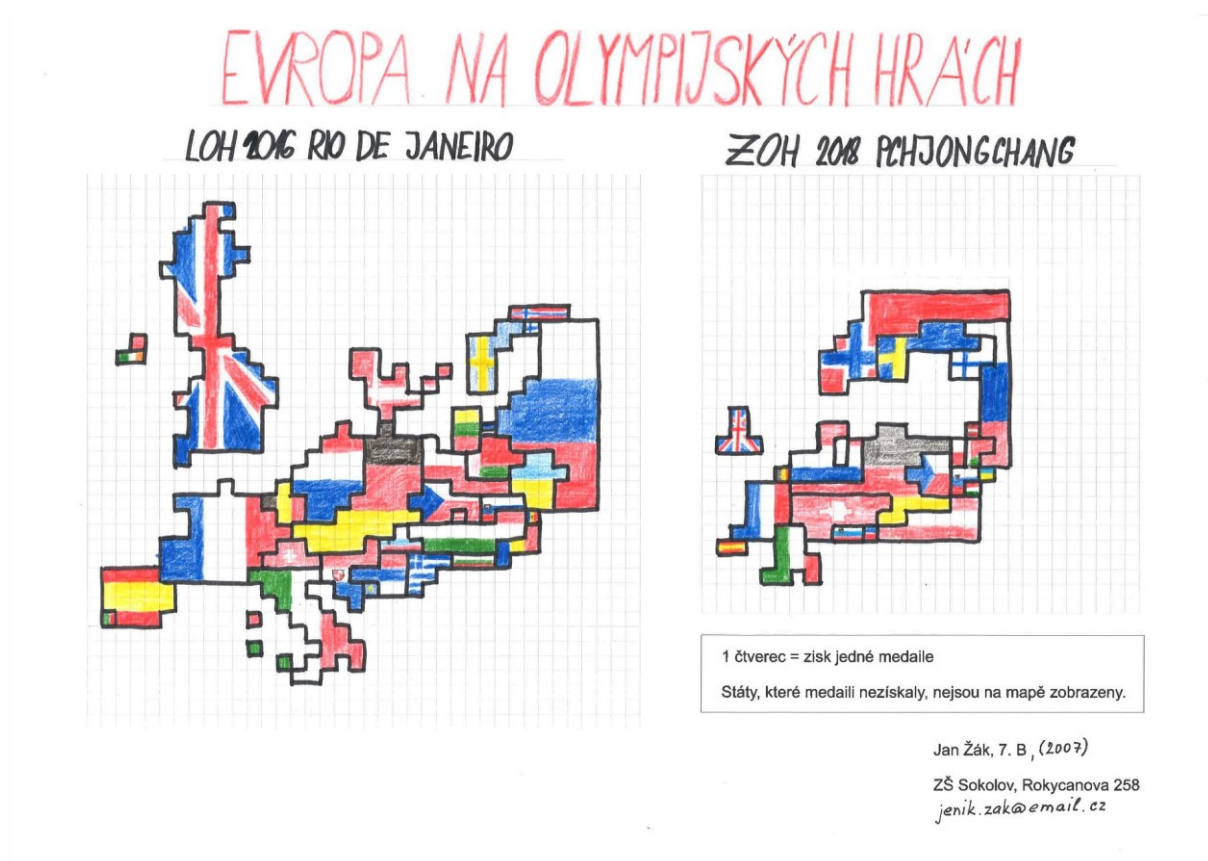 EVROPA NA OLYMPIJSKÝCH HRÁCH
LOH 2016 RIO DE JANEIRO
ZOH 2018 PCHJONGCHANG
1 čtverec = zisk jedné medaile
Státy, které medaili nezískaly, nejsou na mapě zobrazeny.
Jan Žák, 7. B, (2007)
ZŠ Sokolov, Rokycanova 258
jenik.zak@email.cz